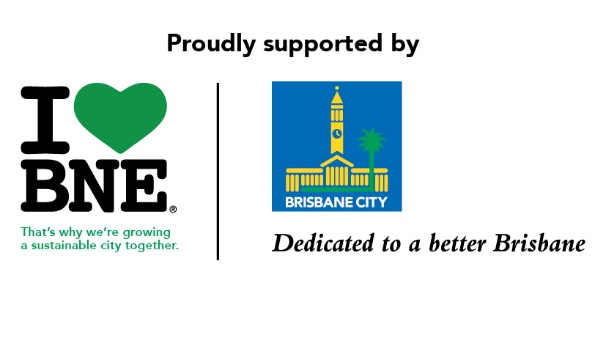 Proudly supported by
I
BNE®
That's why we're growing
a sustainable city together.
BRISBANE CITY
Dedicated to a better Brisbane